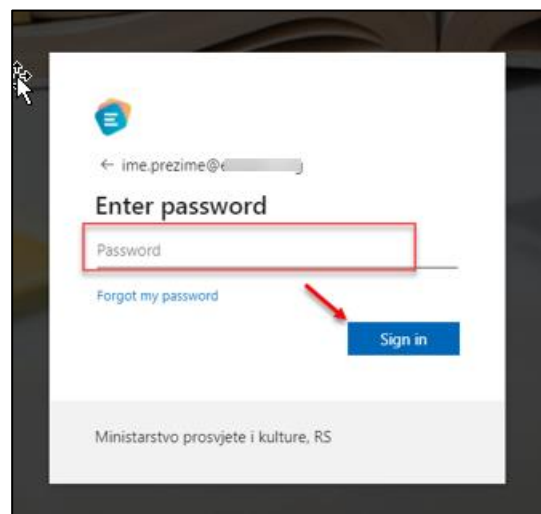 ← ime.prezime@e
Enter password
Password
Forgot my password
Sign in
Ministarstvo prosvjete i kulture, RS